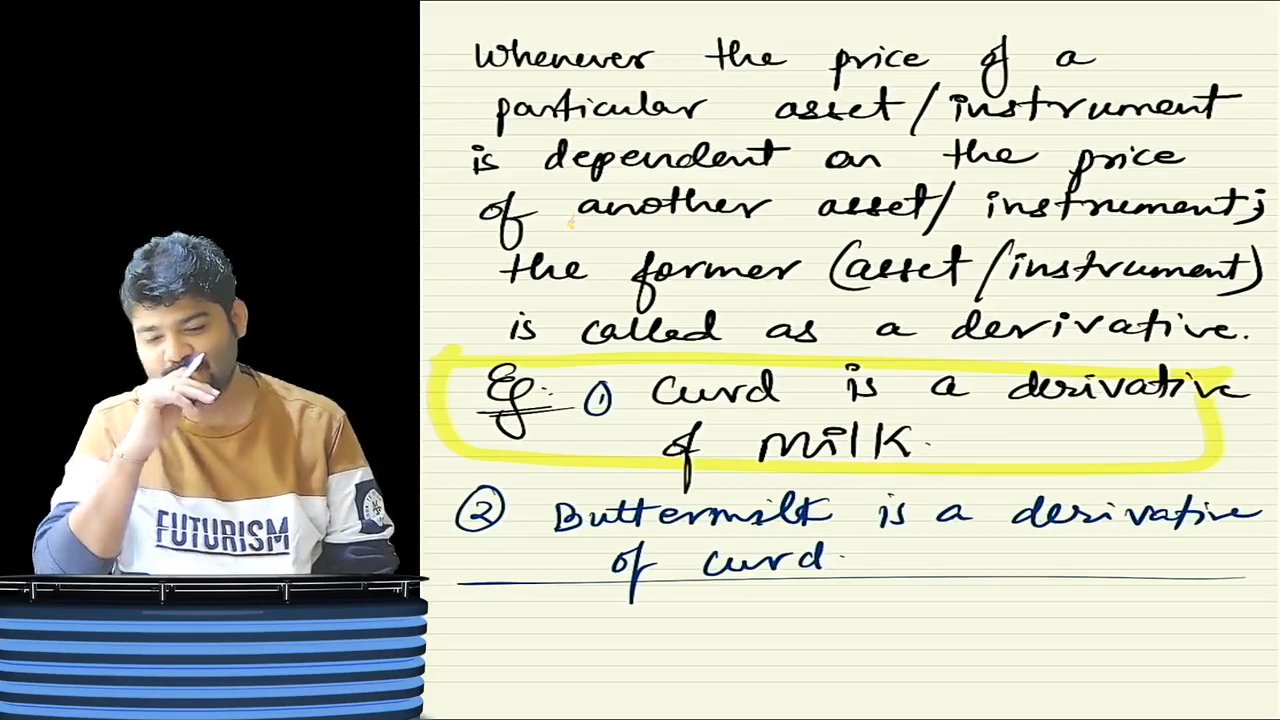 FUTURISM
Whenever the price of a
particular asset/instrument
is dependent on the price
of another asset/ instrument;
the former (asset/instrument)
is called as a derivative.
Eg: ① Curd is a derivative
of Milk.
② Buttermilk is a derivative
of curd.